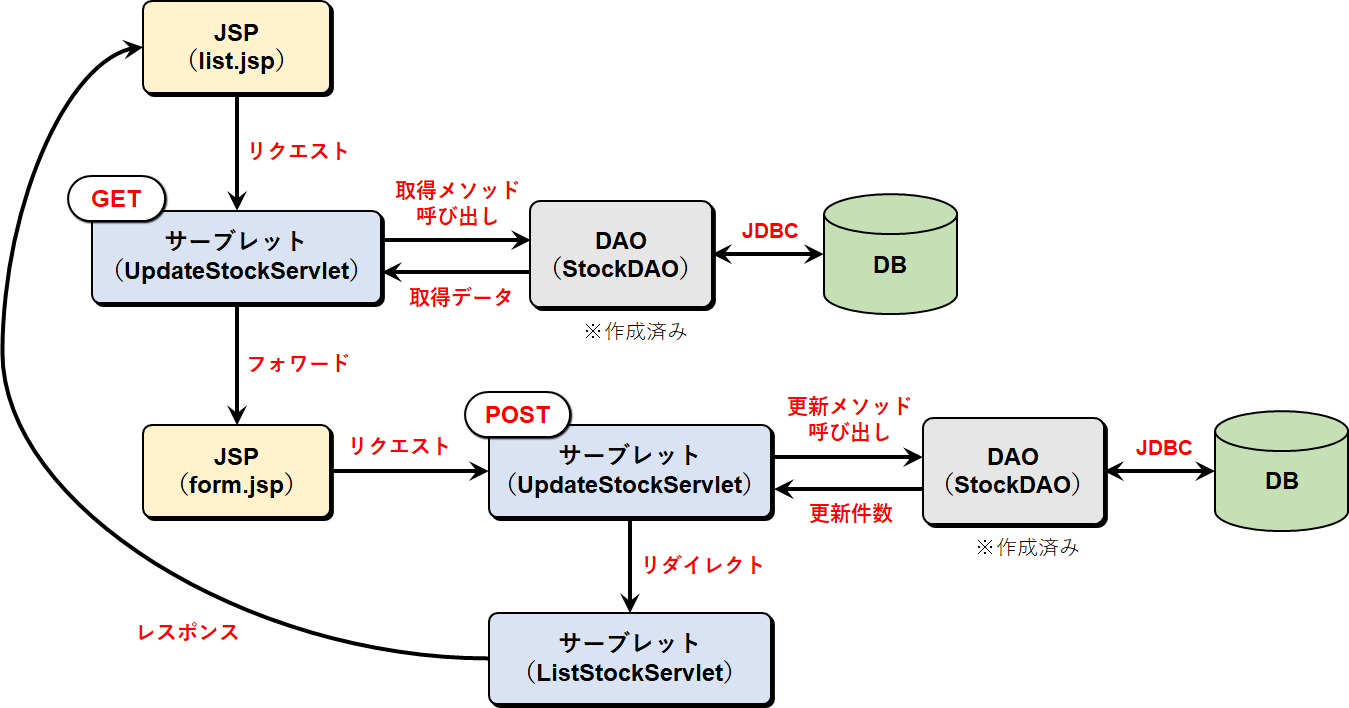 JSP
（list.jsp）
リクエスト
GET
サーブレット
（UpdateStockServlet）
取得メソッド
呼び出し
取得データ
DAO
（StockDAO）
※作成済み
JDBC
DB
フォワード
JSP
（form.jsp）
リクエスト
POST
サーブレット
（UpdateStockServlet）
更新メソッド
呼び出し
更新件数
DAO
（StockDAO）
※作成済み
JDBC
DB
リダイレクト
サーブレット
（ListStockServlet）
レスポンス